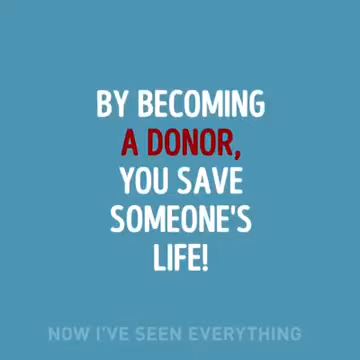 BY BECOMING
A DONOR,
YOU SAVE
SOMEONE'S
LIFE!
NOW I'VE SEEN EVERYTHING